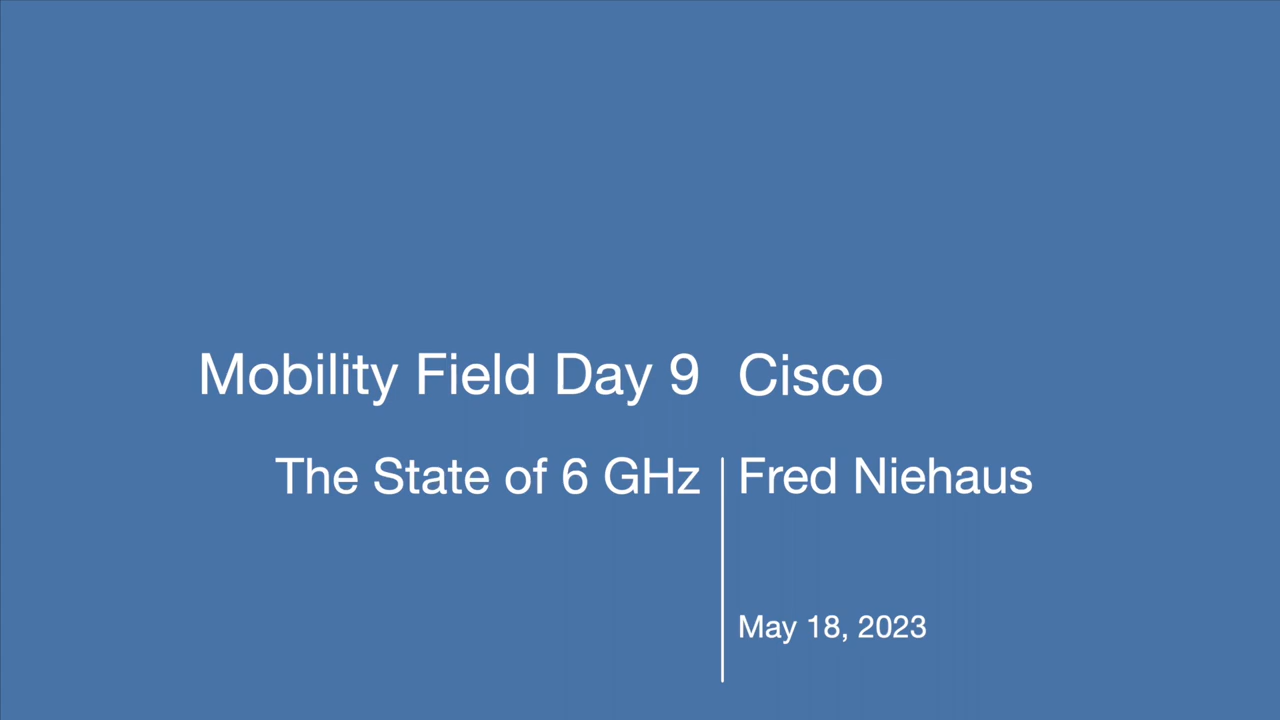 Mobility Field Day 9 Cisco
The State of 6 GHz Fred Niehaus
May 18, 2023